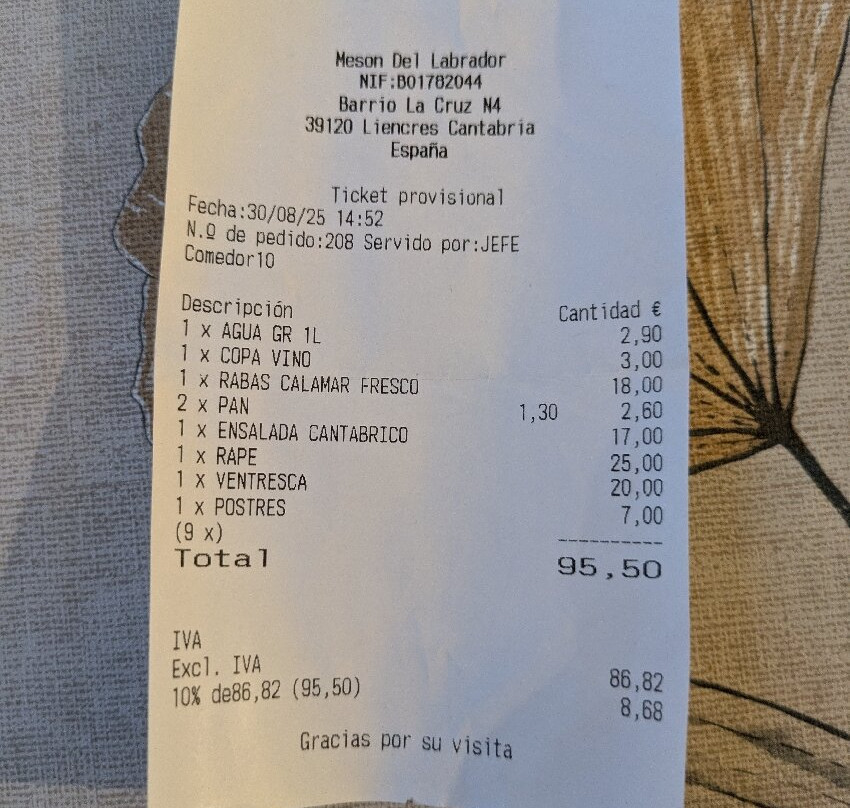 Meson Del Labrador
NIF:B01782044
Barrio La Cruz N4
39120 Liencres Cantabria
España
Ticket provisional
Fecha:30/08/25 14:52
N.º de pedido:208 Servido por:JEFE
Comedor10
Descripción Cantidad €
1 x AGUA GR 1L 2,90
1 x COPA VINO 3,00
1 x RABAS CALAMAR FRESCO 18,00
2 x PAN 1,30 2,60
1 x ENSALADA CANTABRICO 17,00
1 x RAPE 25,00
1 x VENTRESCA 20,00
1 x POSTRES 7,00
(9 x) ----------
Total 95,50
IVA
Excl. IVA 86,82
10% de86,82 (95,50) 8,68
Gracias por su visita